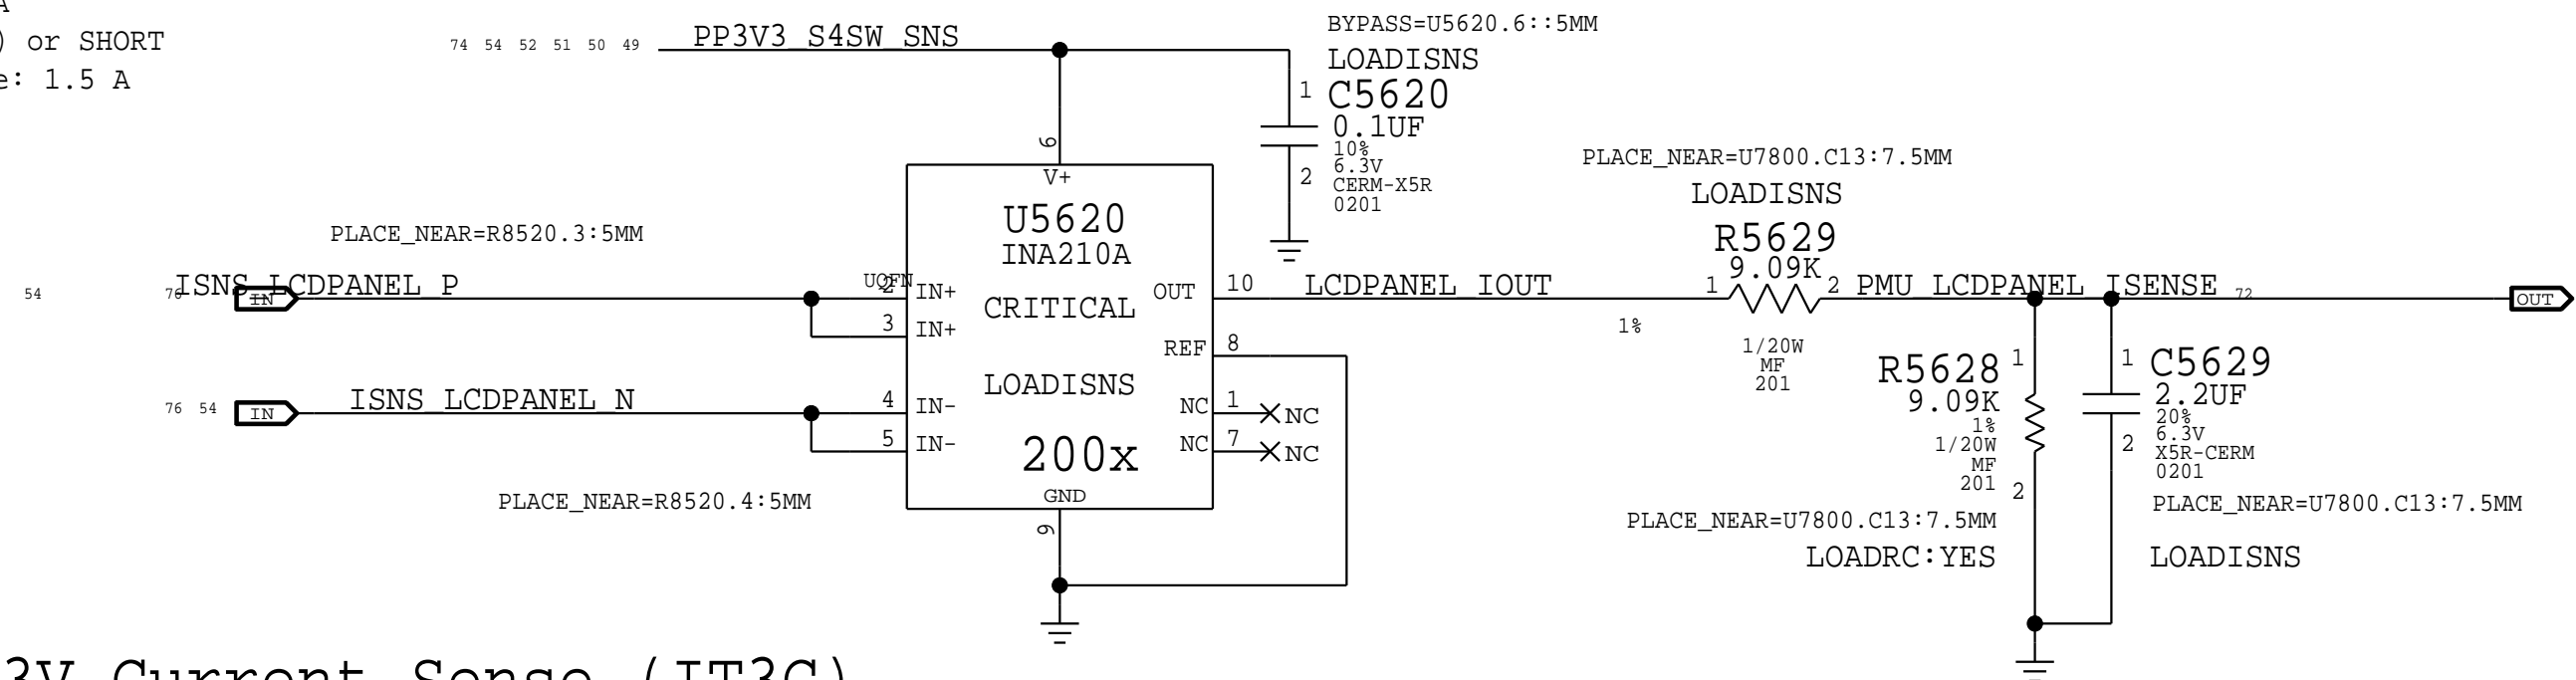 A
) or SHORT
e: 1.5 A
74 54 52 51 50 49
PP3V3_S4SW_SNS
BYPASS=U5620.6::5MM
LOADISNS
1
C5620
0.1UF
10%
6.3V
CERM-X5R
0201
2
6
V+
U5620
INA210A
UQFN
CRITICAL
LOADISNS
200x
GND
9
PLACE_NEAR=R8520.3:5MM
54
76
ISNS_LCDPANEL_P
IN
2
IN+
3
IN+
76 54
IN
ISNS_LCDPANEL_N
4
IN-
5
IN-
PLACE_NEAR=R8520.4:5MM
OUT
10
LCDPANEL_IOUT
REF
8
NC
1
NC
NC
7
NC
PLACE_NEAR=U7800.C13:7.5MM
LOADISNS
R5629
9.09K
1
2
1%
1/20W
MF
201
PMU_LCDPANEL_ISENSE
72
OUT
R5628
9.09K
1%
1/20W
MF
201
1
2
PLACE_NEAR=U7800.C13:7.5MM
LOADRC:YES
1
C5629
2.2UF
20%
6.3V
X5R-CERM
0201
2
PLACE_NEAR=U7800.C13:7.5MM
LOADISNS
3V Current Sense (IT3C)